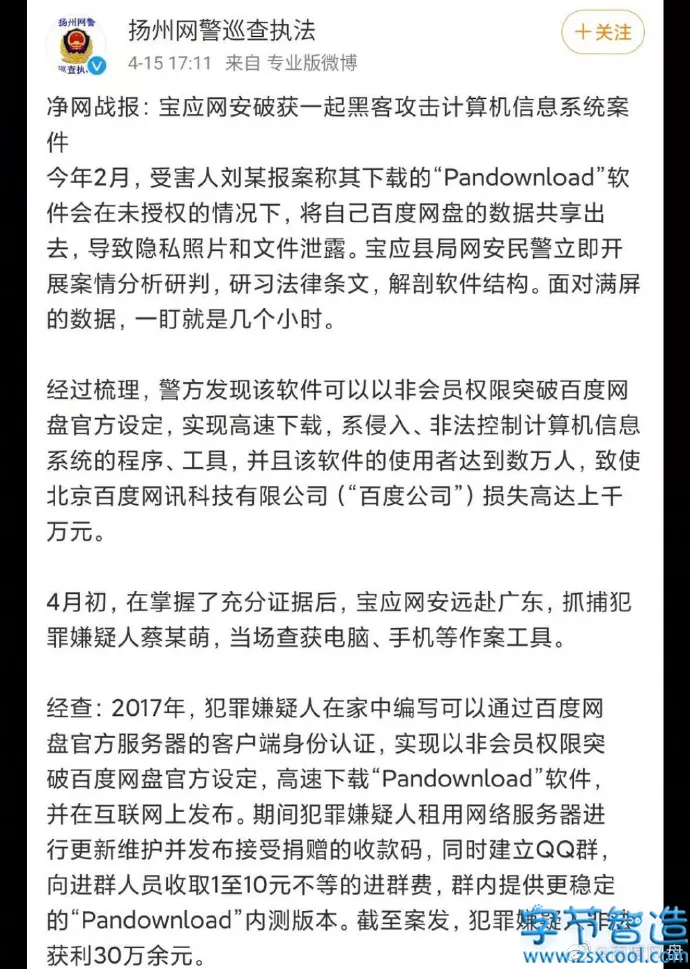 扬州网警
巡查执法
扬州网警巡查执法
4-15 17:11 来自 专业版微博
+关注
净网战报：宝应网安破获一起黑客攻击计算机信息系统案
件
今年2月，受害人刘某报案称其下载的“Pandownload”软
件会在未授权的情况下，将自己百度网盘的数据共享出
去，导致隐私照片和文件泄露。宝应县局网安民警立即开
展案情分析研判，研习法律条文，解剖软件结构。面对满屏
的数据，一盯就是几个小时。
经过梳理，警方发现该软件可以以非会员权限突破百度网
盘官方设定，实现高速下载，系侵入、非法控制计算机信息
系统的程序、工具，并且该软件的使用者达到数万人，致使
北京百度网讯科技有限公司（“百度公司”）损失高达上千
万元。
4月初，在掌握了充分证据后，宝应网安远赴广东，抓捕犯
罪嫌疑人蔡某萌，当场查获电脑、手机等作案工具。
经查：2017年，犯罪嫌疑人在家中编写可以通过百度网
盘官方服务器的客户端身份认证，实现以非会员权限突
破百度网盘官方设定，高速下载“Pandownload”软件，
并在互联网上发布。期间犯罪嫌疑人租用网络服务器进
行更新维护并发布接受捐赠的收款码，同时建立QQ群，
向进群人员收取1至10元不等的进群费，群内提供更稳定
的“Pandownload”内测版本。截至案发，犯罪嫌疑人非法
获利30万余元。
字节智造
www.zsxcool.com